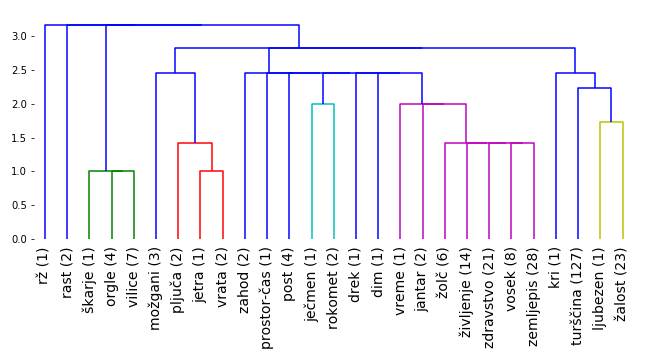 3.0
2.5
2.0
1.5
1.0
0.5
0.0
rž (1)
rast (2)
škarje (1)
orgle (4)
vilice (7)
možgani (3)
pljuča (2)
jetra (1)
vrata (2)
zahod (2)
prostor-čas (1)
post (4)
ječmen (1)
rokomet (2)
drek (1)
dim (1)
vreme (1)
jantar (2)
žolč (6)
življenje (14)
zdravstvo (21)
vosek (8)
zemljepis (28)
kri (1)
turščina (127)
ljubezen (1)
žalost (23)